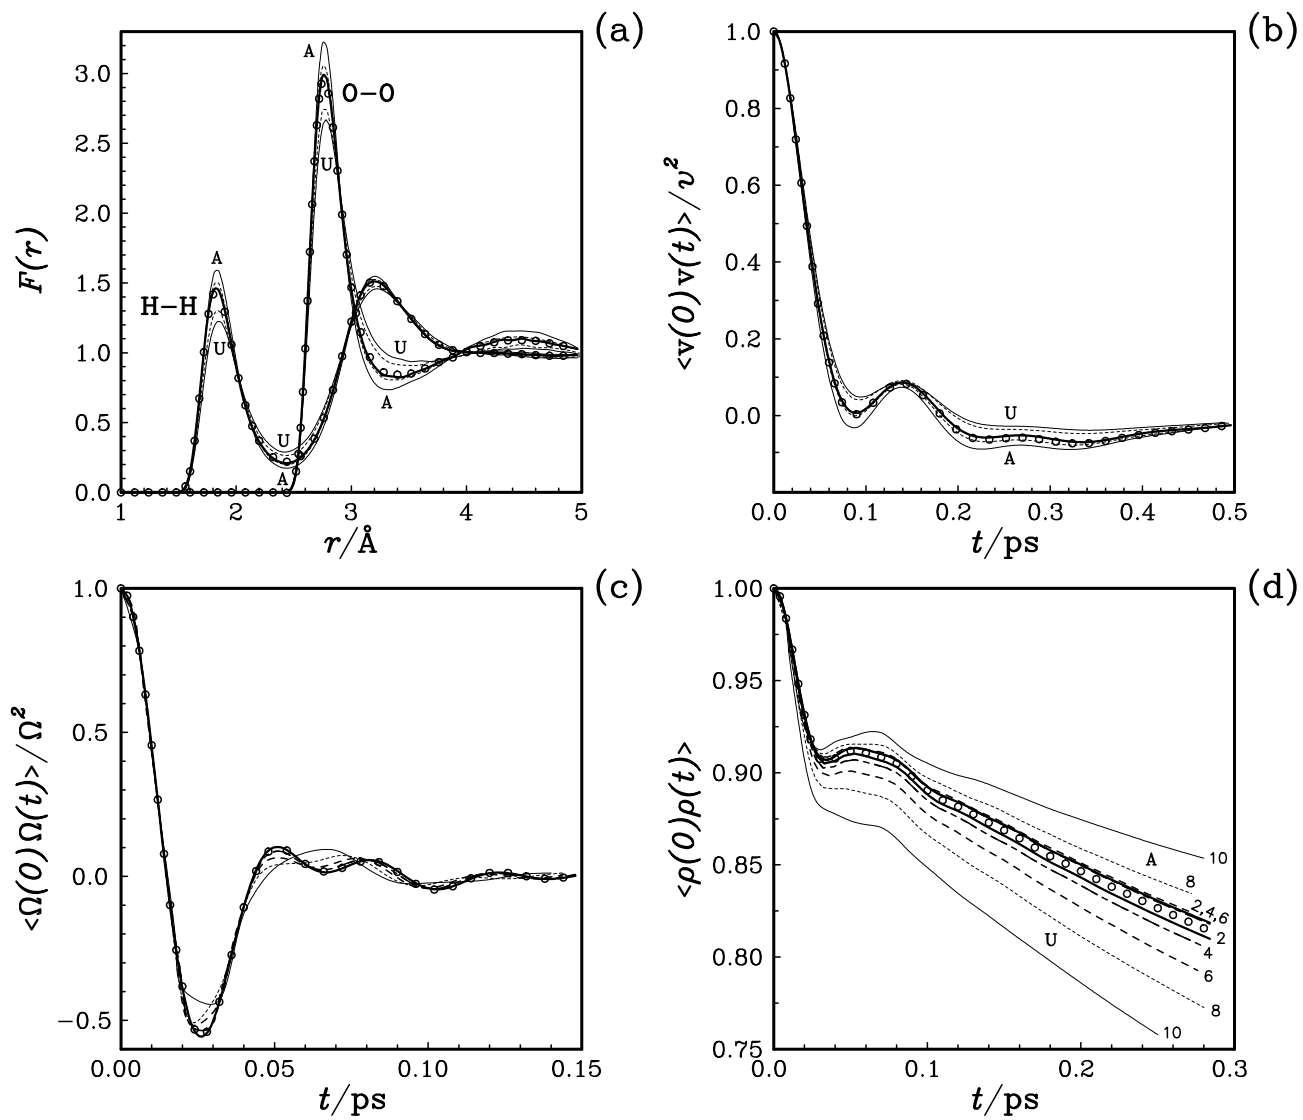 (a)
3.0
2.5
2.0
1.5
1.0
0.5
0.0
F(r)
A
O−O
U
A
H−H
U
U
A
U
A
1 2 3 4 5
r/Å
(b)
1.0
0.8
0.6
0.4
0.2
0.0
<v(0)v(t)>/v²
U
A
0.0 0.1 0.2 0.3 0.4 0.5
t/ps
(c)
1.0
0.5
0.0
−0.5
<Ω(0)Ω(t)>/Ω²
0.00 0.05 0.10 0.15
t/ps
(d)
1.00
0.95
0.90
0.85
0.80
0.75
<ρ(0)ρ(t)>
10
A
8
2,4,6
2
4
U
6
8
10
0.0 0.1 0.2 0.3
t/ps